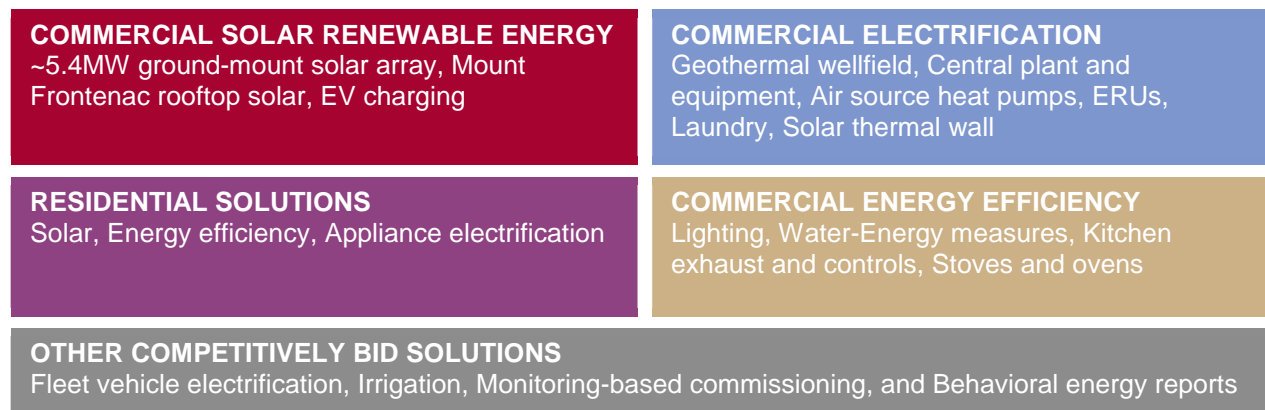 COMMERCIAL SOLAR RENEWABLE ENERGY
~5.4MW ground-mount solar array, Mount
Frontenac rooftop solar, EV charging
COMMERCIAL ELECTRIFICATION
Geothermal wellfield, Central plant and
equipment, Air source heat pumps, ERUs,
Laundry, Solar thermal wall
RESIDENTIAL SOLUTIONS
Solar, Energy efficiency, Appliance electrification
COMMERCIAL ENERGY EFFICIENCY
Lighting, Water-Energy measures, Kitchen
exhaust and controls, Stoves and ovens
OTHER COMPETITIVELY BID SOLUTIONS
Fleet vehicle electrification, Irrigation, Monitoring-based commissioning, and Behavioral energy reports